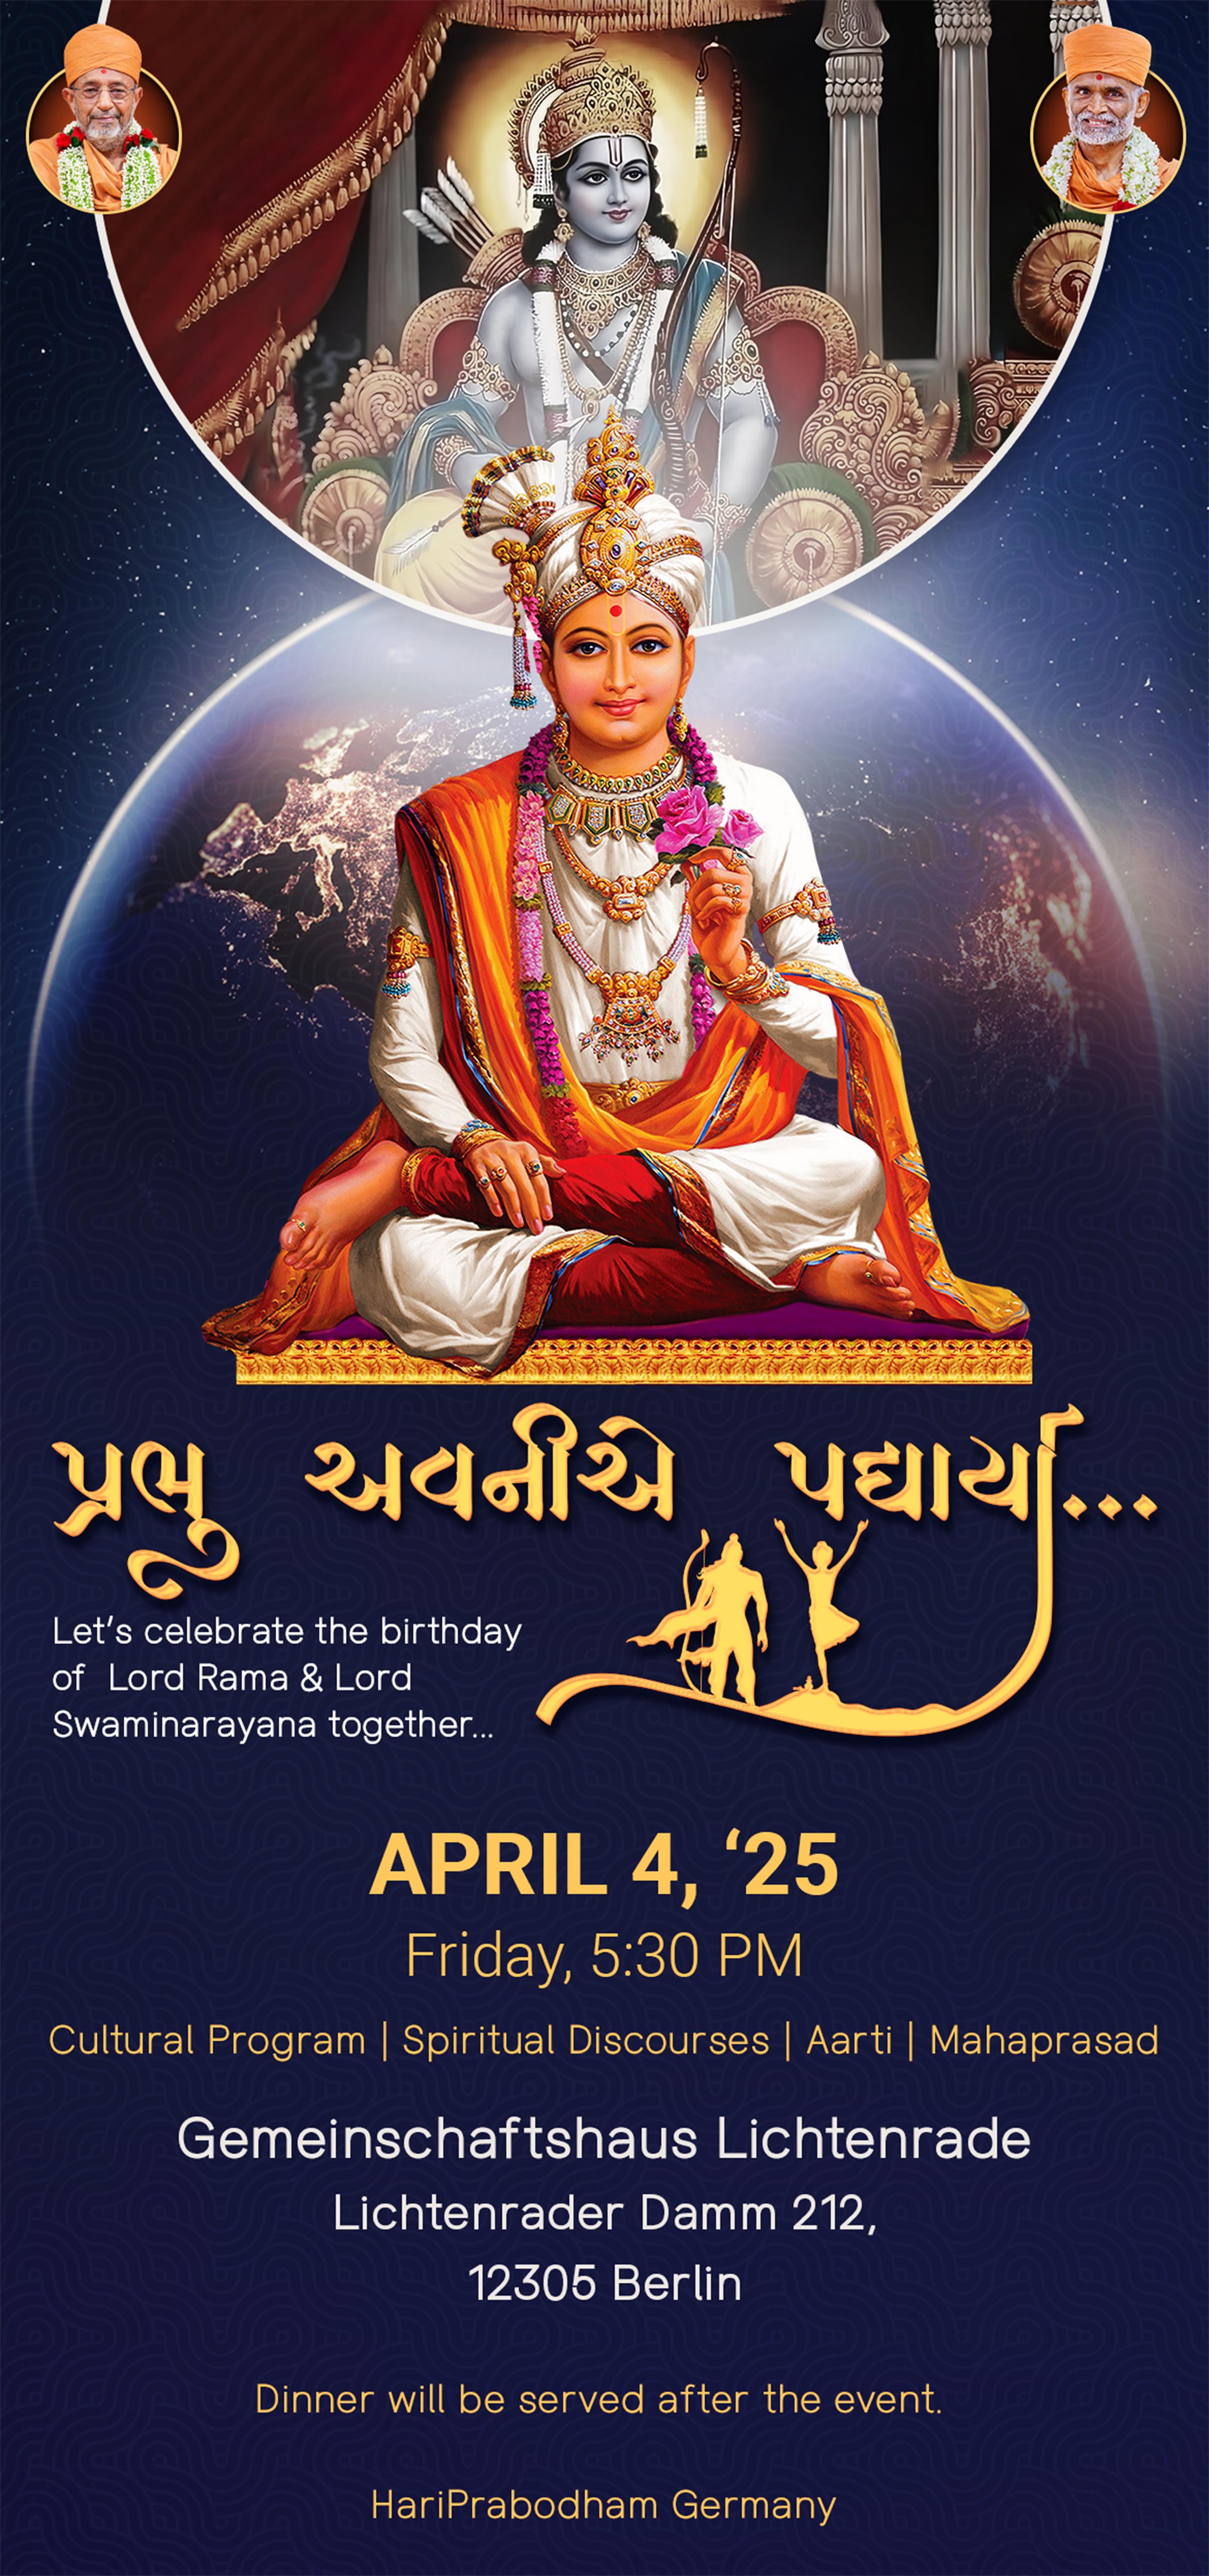 પ્રભુ અવનીએ પધાર્યા...
Let's celebrate the birthday
of Lord Rama & Lord
Swaminarayana together...
APRIL 4, ‘25
Friday, 5:30 PM
Cultural Program | Spiritual Discourses | Aarti | Mahaprasad
Gemeinschaftshaus Lichtenrade
Lichtenrader Damm 212,
12305 Berlin
Dinner will be served after the event.
HariPrabodham Germany